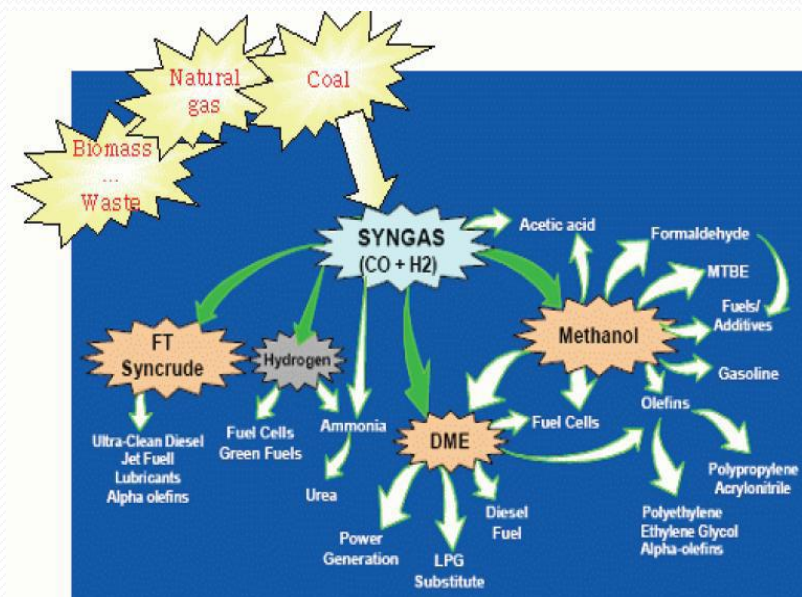 Natural
gas
Coal
Biomass
...
Waste
SYNGAS
(CO + H2)
Acetic acid
Formaldehyde
MTBE
Fuels/
Additives
Methanol
Gasoline
FT
Syncrude
Hydrogen
Olefins
Ultra-Clean Diesel
Jet Fuell
Lubricants
Alpha olefins
Fuel Cells
Green Fuels
Ammonia
DME
Fuel Cells
Urea
Polypropylene
Acrylonitrile
Power
Generation
LPG
Substitute
Diesel
Fuel
Polyethylene
Ethylene Glycol
Alpha-olefins